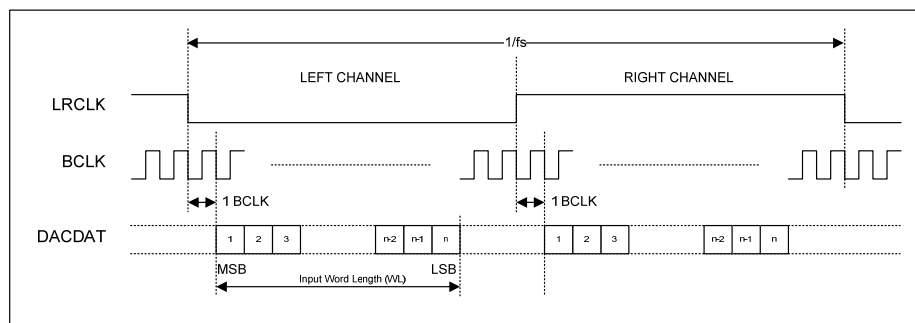 1/fs
LEFT CHANNEL RIGHT CHANNEL
LRCLK
BCLK
1 BCLK 1 BCLK
DACDAT 1 2 3 n-2 n-1 n 1 2 3 n-2 n-1 n
MSB LSB
Input Word Length (WL)